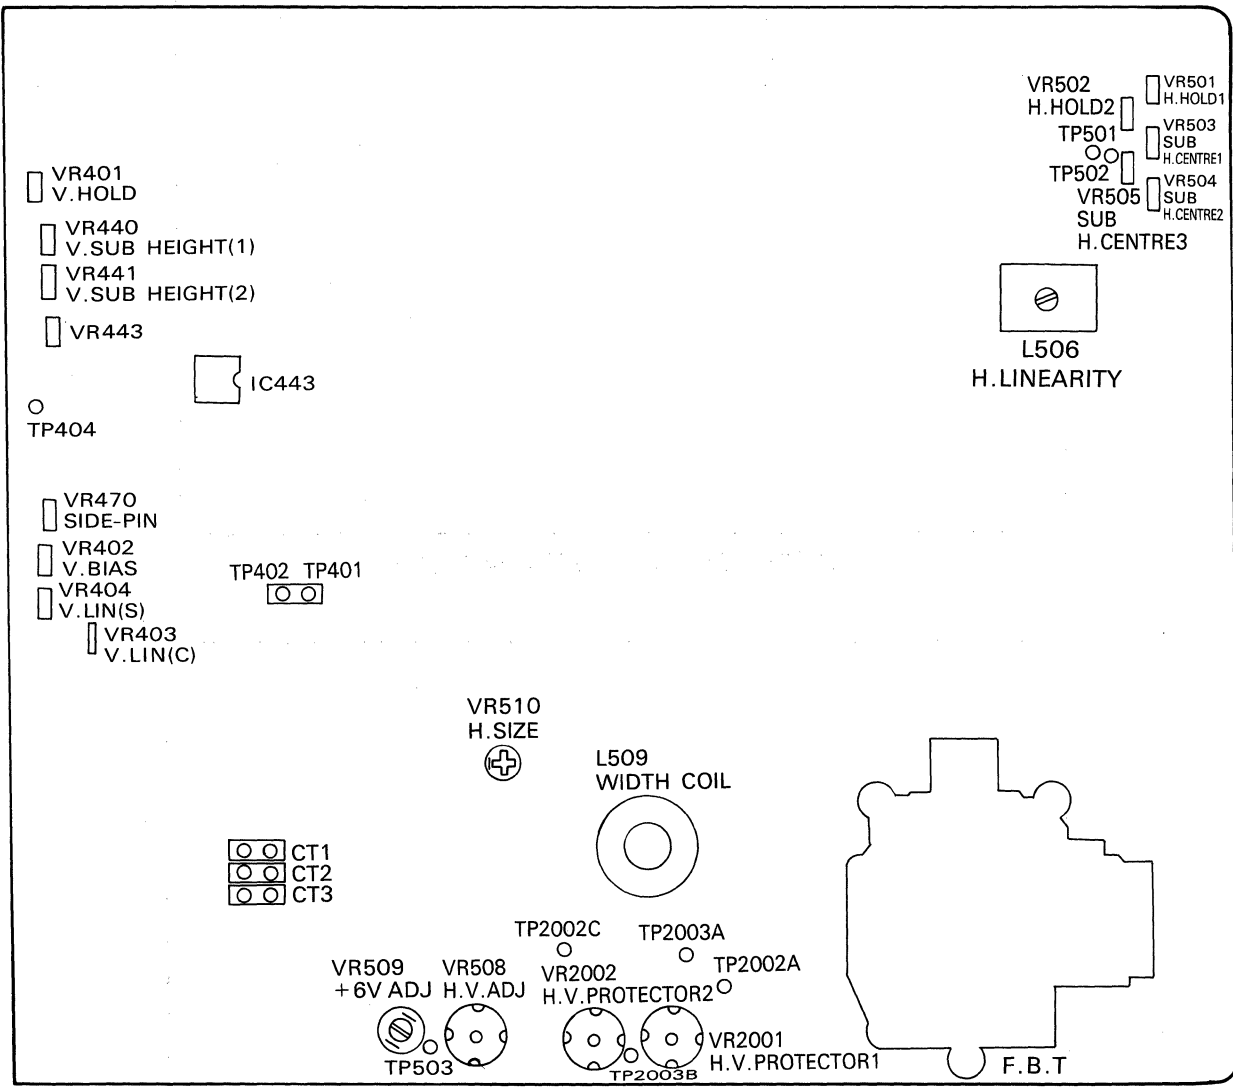 VR502
H.HOLD2
VR501
H.HOLD1
TP501
VR503
SUB
H.CENTRE1
TP502
VR504
SUB
H.CENTRE2
VR505
SUB
H.CENTRE3
VR401
V.HOLD
VR440
V.SUB HEIGHT(1)
VR441
V.SUB HEIGHT(2)
VR443
IC443
L506
H.LINEARITY
TP404
VR470
SIDE-PIN
VR402
V.BIAS
VR404
V.LIN(S)
VR403
V.LIN(C)
TP402 TP401
VR510
H.SIZE
L509
WIDTH COIL
CT1
CT2
CT3
TP2002C
TP2003A
TP2002A
VR509
+6V ADJ
VR508
H.V.ADJ
VR2002
H.V.PROTECTOR2
VR2001
H.V.PROTECTOR1
TP503
TP2003B
F.B.T